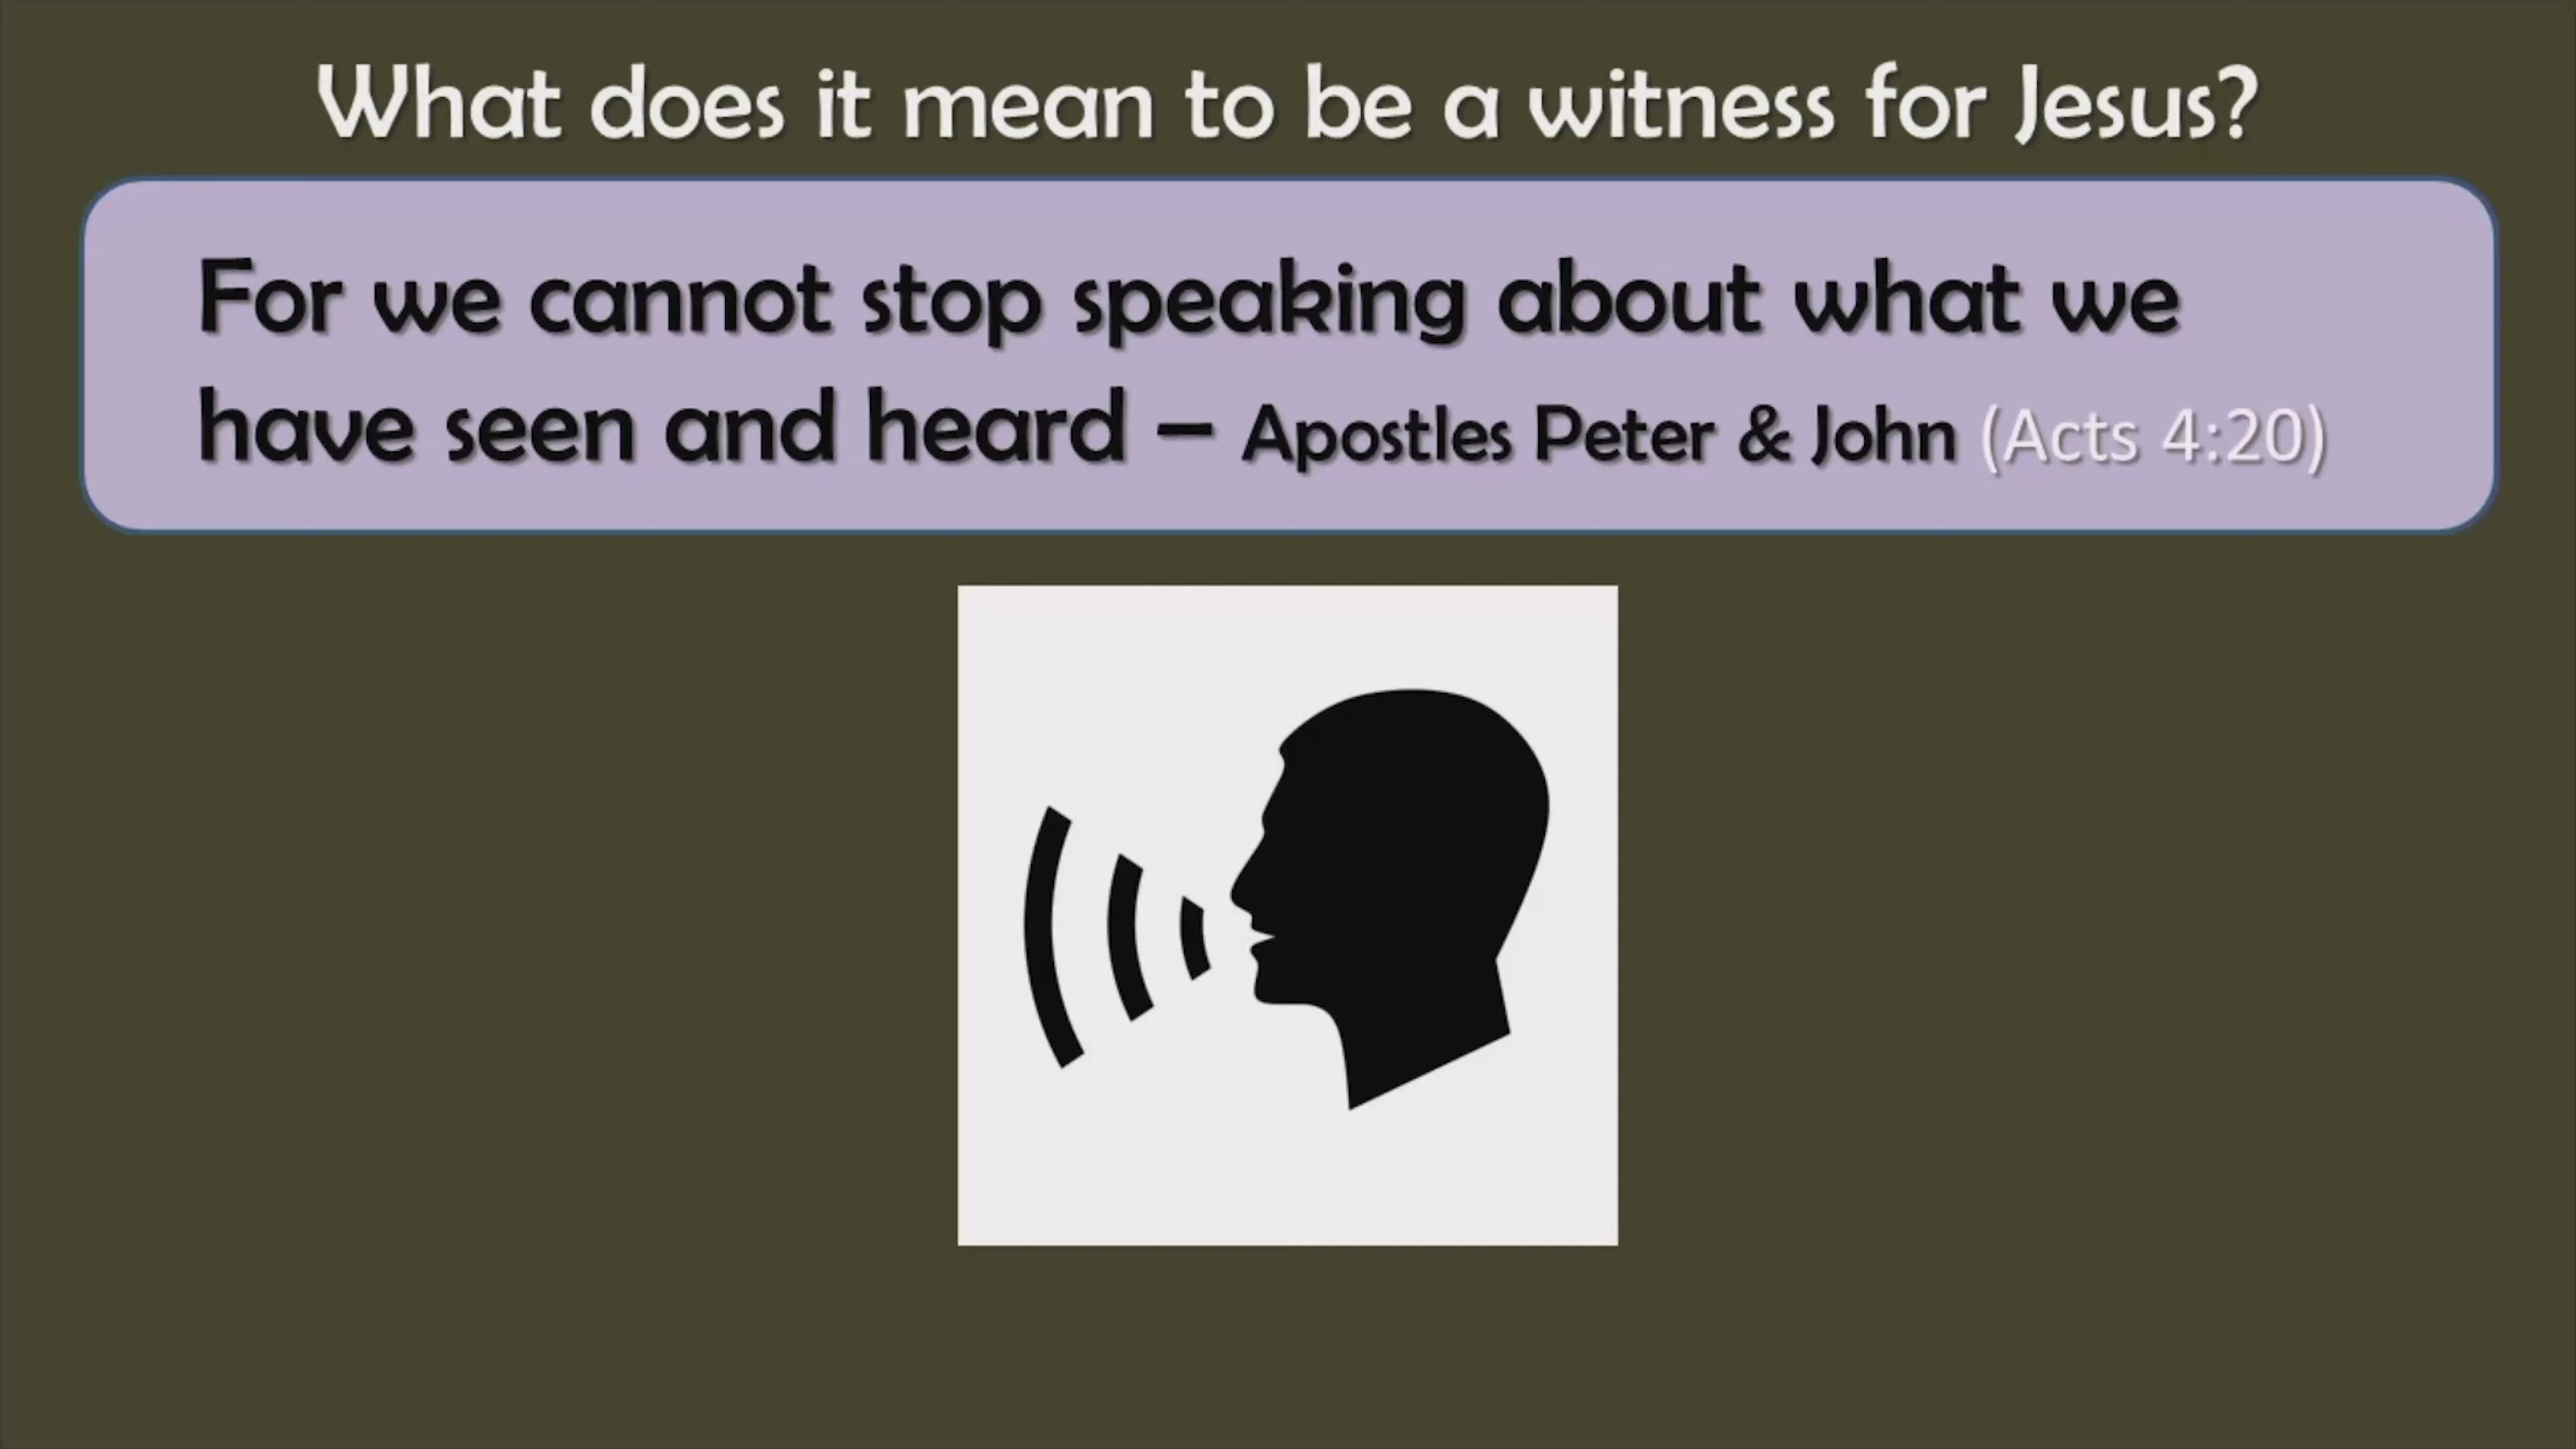 What does it mean to be a witness for Jesus?
For we cannot stop speaking about what we
have seen and heard – Apostles Peter & John (Acts 4:20)